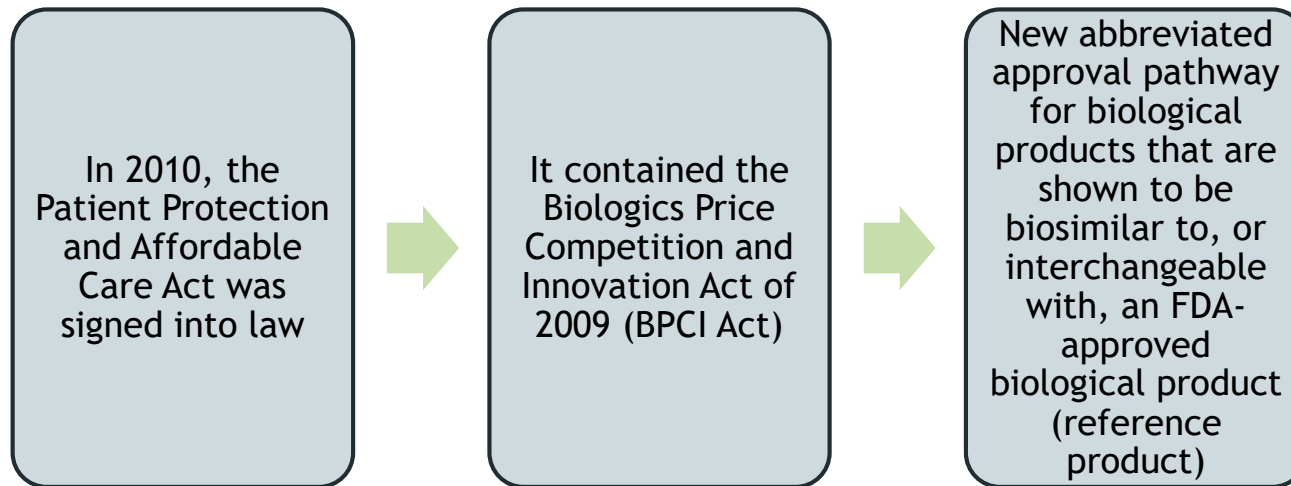 In 2010, the
Patient Protection
and Affordable
Care Act was
signed into law
It contained the
Biologics Price
Competition and
Innovation Act of
2009 (BPCI Act)
New abbreviated
approval pathway
for biological
products that are
shown to be
biosimilar to, or
interchangeable
with, an FDA-
approved
biological product
(reference
product)